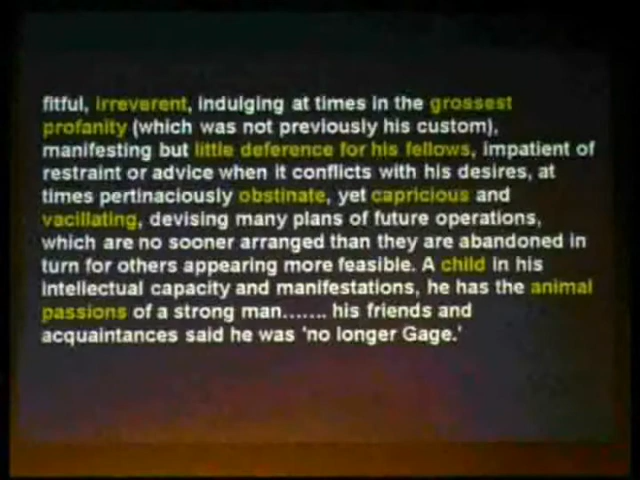 fitful, irreverent, indulging at times in the grossest
profanity (which was not previously his custom),
manifesting but little deference for his fellows, impatient of
restraint or advice when it conflicts with his desires, at
times pertinaciously obstinate, yet capricious and
vacillating, devising many plans of future operations,
which are no sooner arranged than they are abandoned in
turn for others appearing more feasible. A child in his
intellectual capacity and manifestations, he has the animal
passions of a strong man....... his friends and
acquaintances said he was 'no longer Gage.'